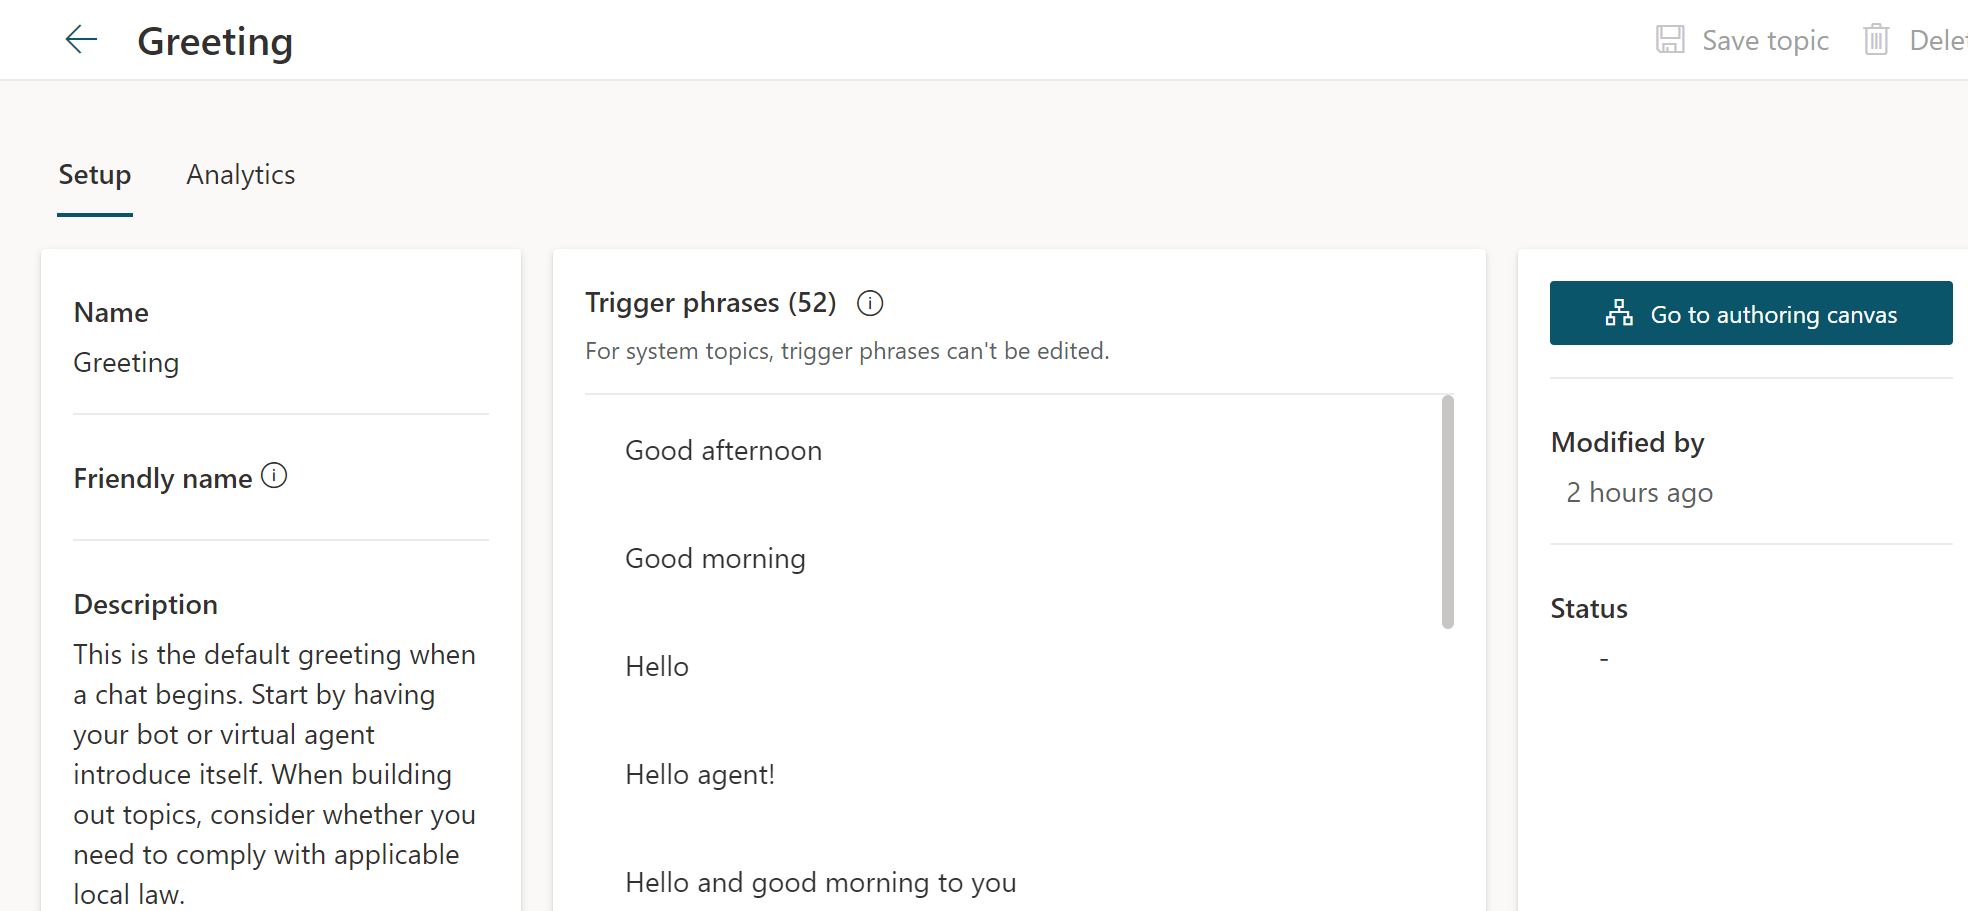 Greeting
Save topic
Delet
Setup
Analytics
Name
Greeting
Friendly name
Description
This is the default greeting when
a chat begins. Start by having
your bot or virtual agent
introduce itself. When building
out topics, consider whether you
need to comply with applicable
local law.
Trigger phrases (52)
For system topics, trigger phrases can't be edited.
Good afternoon
Good morning
Hello
Hello agent!
Hello and good morning to you
Go to authoring canvas
Modified by
2 hours ago
Status
-